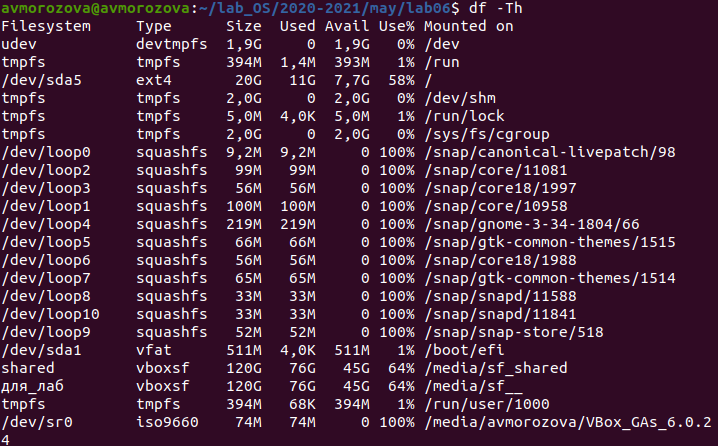 avmorozova@avmorozova:~/lab_OS/2020-2021/may/lab06$ df -Th
Filesystem     Type      Size  Used Avail Use% Mounted on
udev           devtmpfs  1,9G     0  1,9G   0% /dev
tmpfs          tmpfs     394M  1,4M  393M   1% /run
/dev/sda5      ext4       20G   11G  7,7G  58% /
tmpfs          tmpfs     2,0G     0  2,0G   0% /dev/shm
tmpfs          tmpfs     5,0M  4,0K  5,0M   1% /run/lock
tmpfs          tmpfs     2,0G     0  2,0G   0% /sys/fs/cgroup
/dev/loop0     squashfs  9,2M  9,2M     0 100% /snap/canonical-livepatch/98
/dev/loop2     squashfs   99M   99M     0 100% /snap/core/11081
/dev/loop3     squashfs   56M   56M     0 100% /snap/core18/1997
/dev/loop1     squashfs  100M  100M     0 100% /snap/core/10958
/dev/loop4     squashfs  219M  219M     0 100% /snap/gnome-3-34-1804/66
/dev/loop5     squashfs   66M   66M     0 100% /snap/gtk-common-themes/1515
/dev/loop6     squashfs   56M   56M     0 100% /snap/core18/1988
/dev/loop7     squashfs   65M   65M     0 100% /snap/gtk-common-themes/1514
/dev/loop8     squashfs   33M   33M     0 100% /snap/snapd/11588
/dev/loop10    squashfs   33M   33M     0 100% /snap/snapd/11841
/dev/loop9     squashfs   52M   52M     0 100% /snap/snap-store/518
/dev/sda1      vfat      511M  4,0K  511M   1% /boot/efi
shared         vboxsf    120G   76G   45G  64% /media/sf_shared
для_лаб        vboxsf    120G   76G   45G  64% /media/sf__
tmpfs          tmpfs     394M   68K  394M   1% /run/user/1000
/dev/sr0       iso9660    74M   74M     0 100% /media/avmorozova/VBox_GAs_6.0.2
4